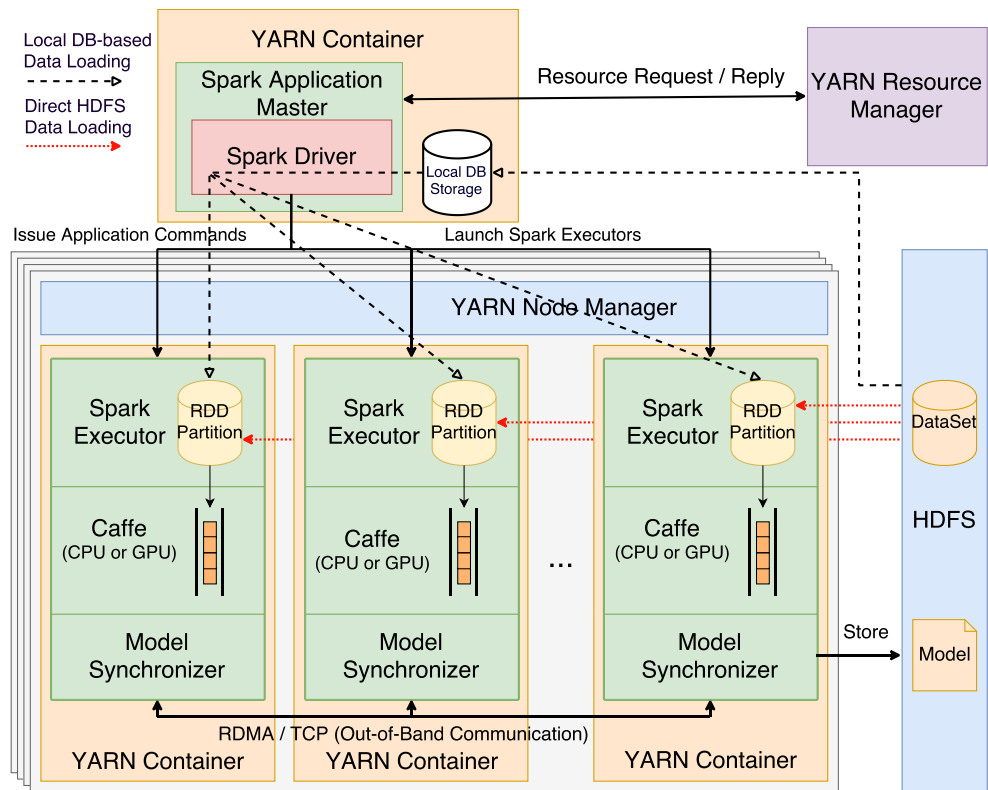 Local DB-based
Data Loading
Direct HDFS
Data Loading
YARN Container
Spark Application
Master
Spark Driver
Local DB
Storage
Resource Request / Reply
YARN Resource
Manager
Issue Application Commands
Launch Spark Executors
YARN Node Manager
Spark
Executor
RDD
Partition
Caffe
(CPU or GPU)
Model
Synchronizer
YARN Container
Spark
Executor
RDD
Partition
Caffe
(CPU or GPU)
Model
Synchronizer
YARN Container
...
Spark
Executor
RDD
Partition
Caffe
(CPU or GPU)
Model
Synchronizer
YARN Container
RDMA / TCP (Out-of-Band Communication)
DataSet
HDFS
Store
Model